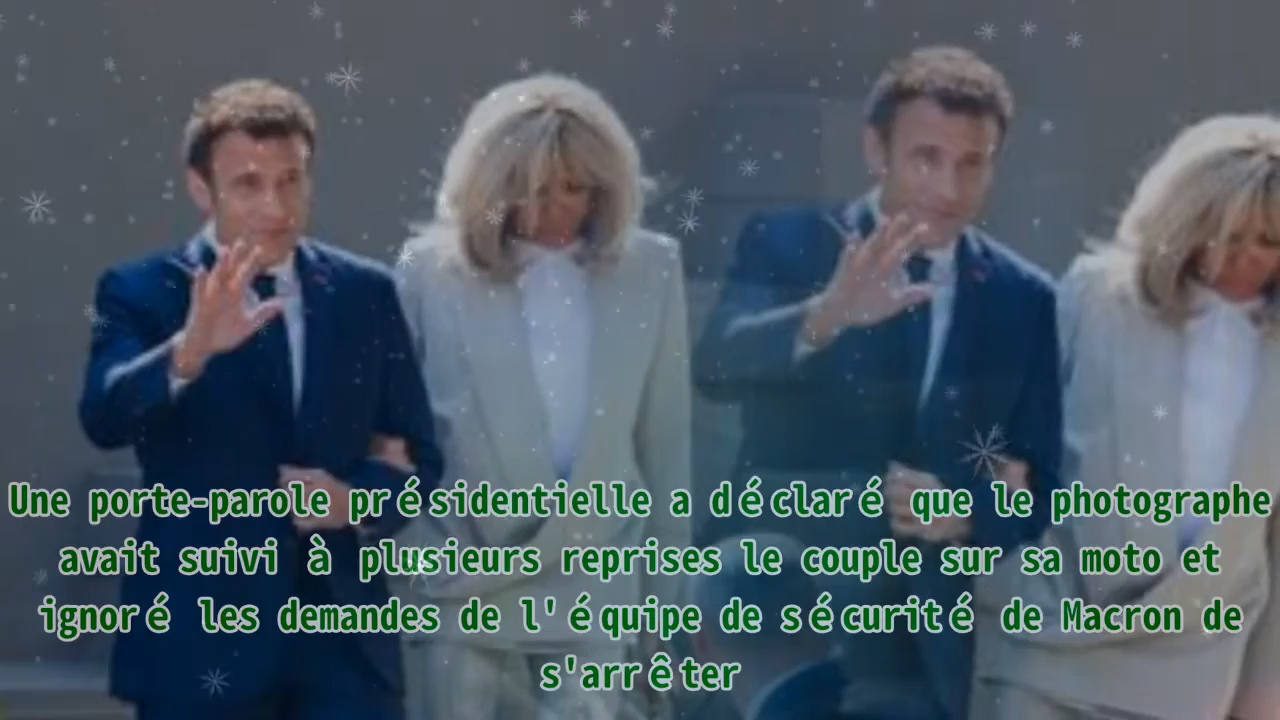 Une porte-parole présidentielle a déclaré que le photographe
avait suivi à plusieurs reprises le couple sur sa moto et
ignoré les demandes de l'équipe de sécurité de Macron de
s'arrêter